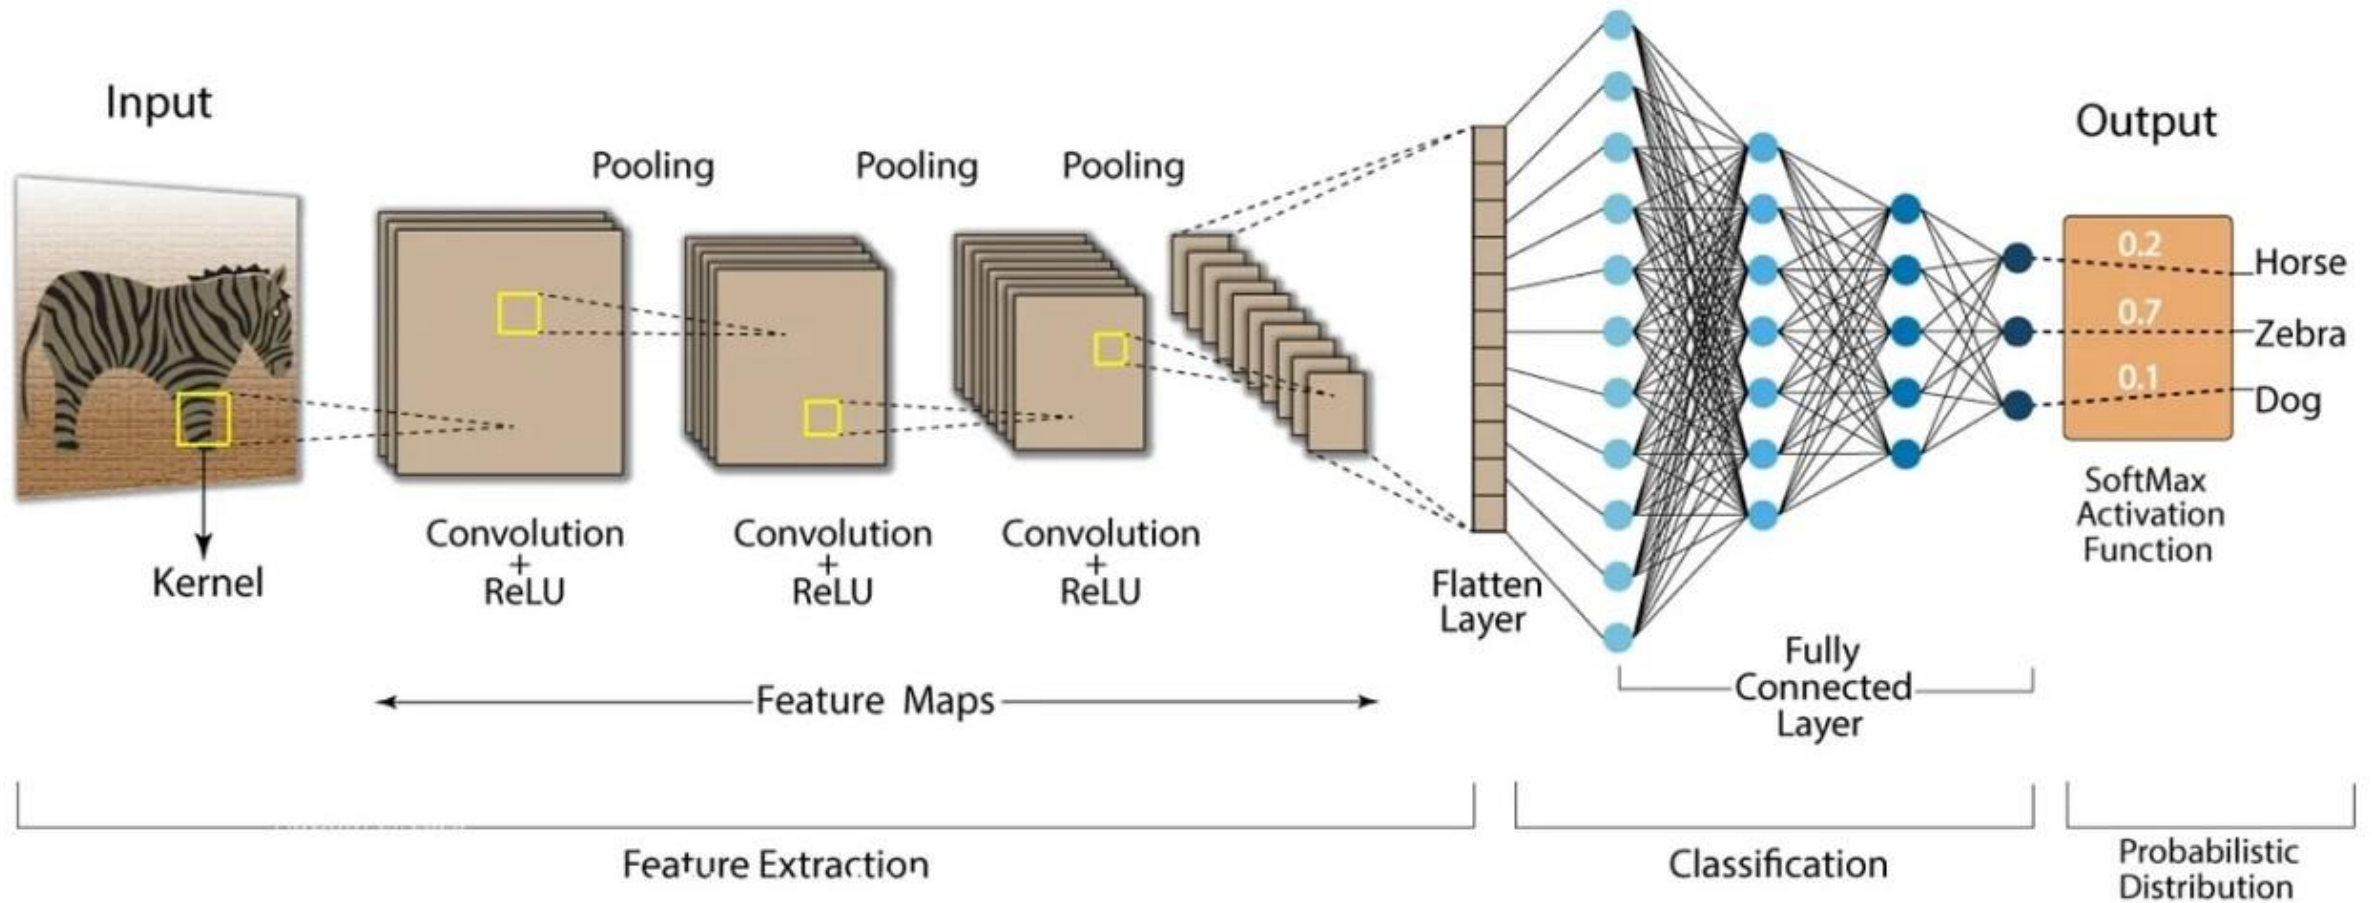 Input
Output
Pooling
Pooling
Pooling
0.2
Horse
0.7
Zebra
0.1
Dog
SoftMax
Activation
Function
Convolution
+
ReLU
Convolution
+
ReLU
Convolution
+
ReLU
Kernel
Flatten
Layer
Fully
Connected
Layer
Feature Maps
Feature Extraction
Classification
Probabilistic
Distribution